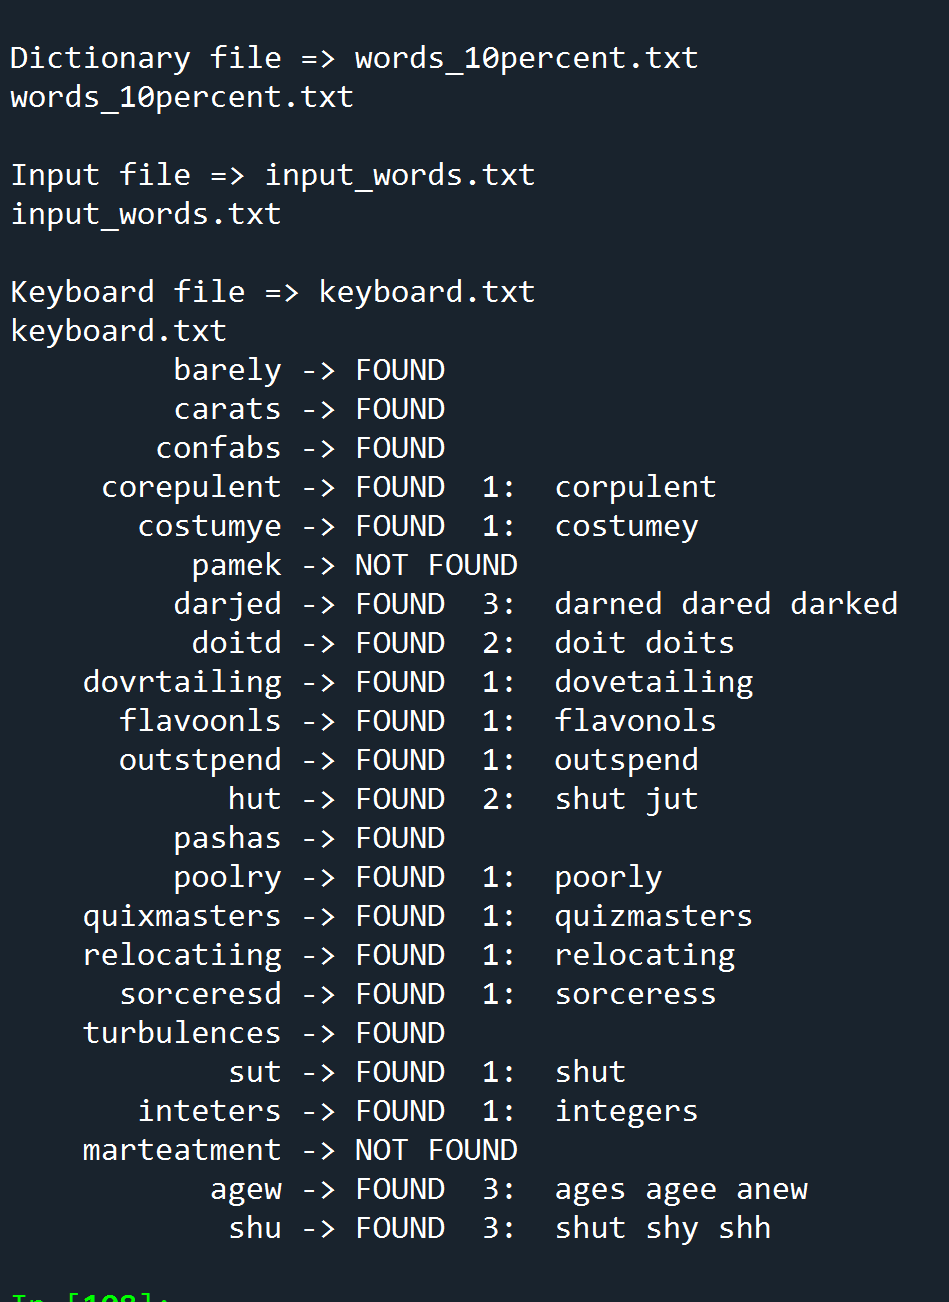 Dictionary file => words_10percent.txt
words_10percent.txt
Input file => input_words.txt
input_words.txt
Keyboard file => keyboard.txt
keyboard.txt
barely -> FOUND
carats -> FOUND
confabs -> FOUND
corepulent -> FOUND  1:  corpulent
costumye -> FOUND  1:  costumey
pamek -> NOT FOUND
darjed -> FOUND  3:  darned dared darked
doitd -> FOUND  2:  doit doits
dovrtailing -> FOUND  1:  dovetailing
flavoonls -> FOUND  1:  flavonols
outstpend -> FOUND  1:  outspend
hut -> FOUND  2:  shut jut
pashas -> FOUND
poolry -> FOUND  1:  poorly
quixmasters -> FOUND  1:  quizmasters
relocatiing -> FOUND  1:  relocating
sorceresd -> FOUND  1:  sorceress
turbulences -> FOUND
sut -> FOUND  1:  shut
inteters -> FOUND  1:  integers
marteatment -> NOT FOUND
agew -> FOUND  3:  ages agee anew
shu -> FOUND  3:  shut shy shh
In